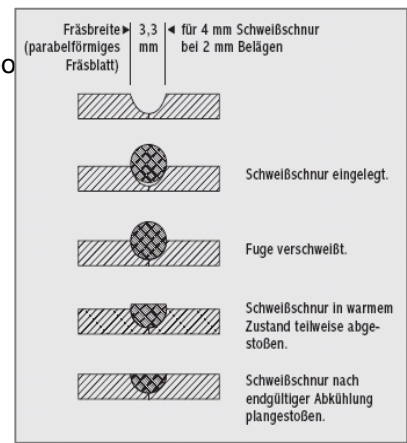 Fräsbreite▶ 3,3 ◀ für 4 mm Schweißschnur
(parabelförmiges mm bei 2 mm Belägen
Fräsblatt)
o
Schweißschnur eingelegt.
Fuge verschweißt.
Schweißschnur in warmem
Zustand teilweise abge-
stoßen.
Schweißschnur nach
endgültiger Abkühlung
plangestoßen.